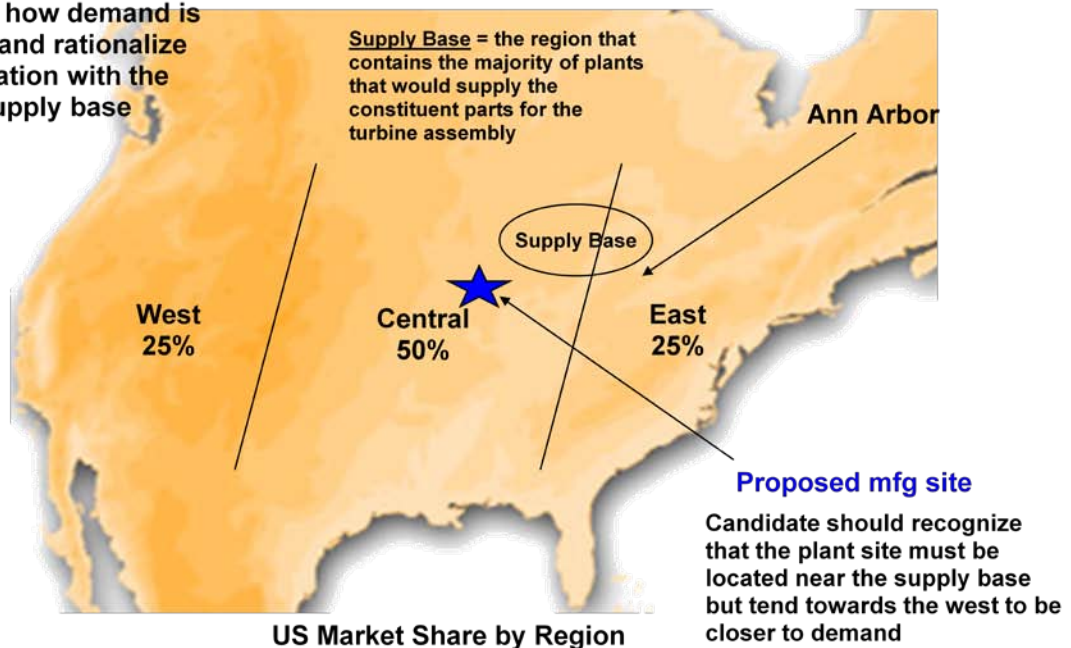 how demand is
and rationalize
ation with the
upply base
Supply Base = the region that
contains the majority of plants
that would supply the
constituent parts for the
turbine assembly
Ann Arbor
Supply Base
West
25%
Central
50%
East
25%
Proposed mfg site
Candidate should recognize
that the plant site must be
located near the supply base
but tend towards the west to be
closer to demand
US Market Share by Region